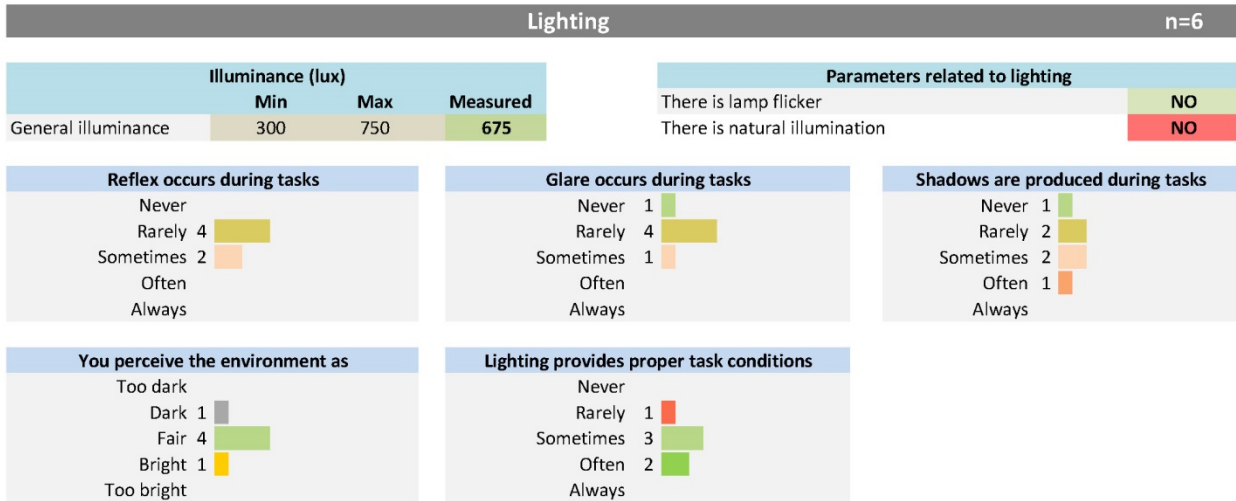 Lighting n=6
Illuminance (lux)
Min Max Measured
General illuminance 300 750 675
Parameters related to lighting
There is lamp flicker NO
There is natural illumination NO
Reflex occurs during tasks
Never
Rarely 4
Sometimes 2
Often
Always
Glare occurs during tasks
Never 1
Rarely 4
Sometimes 1
Often
Always
Shadows are produced during tasks
Never 1
Rarely 2
Sometimes 2
Often 1
Always
You perceive the environment as
Too dark
Dark 1
Fair 4
Bright 1
Too bright
Lighting provides proper task conditions
Never
Rarely 1
Sometimes 3
Often 2
Always